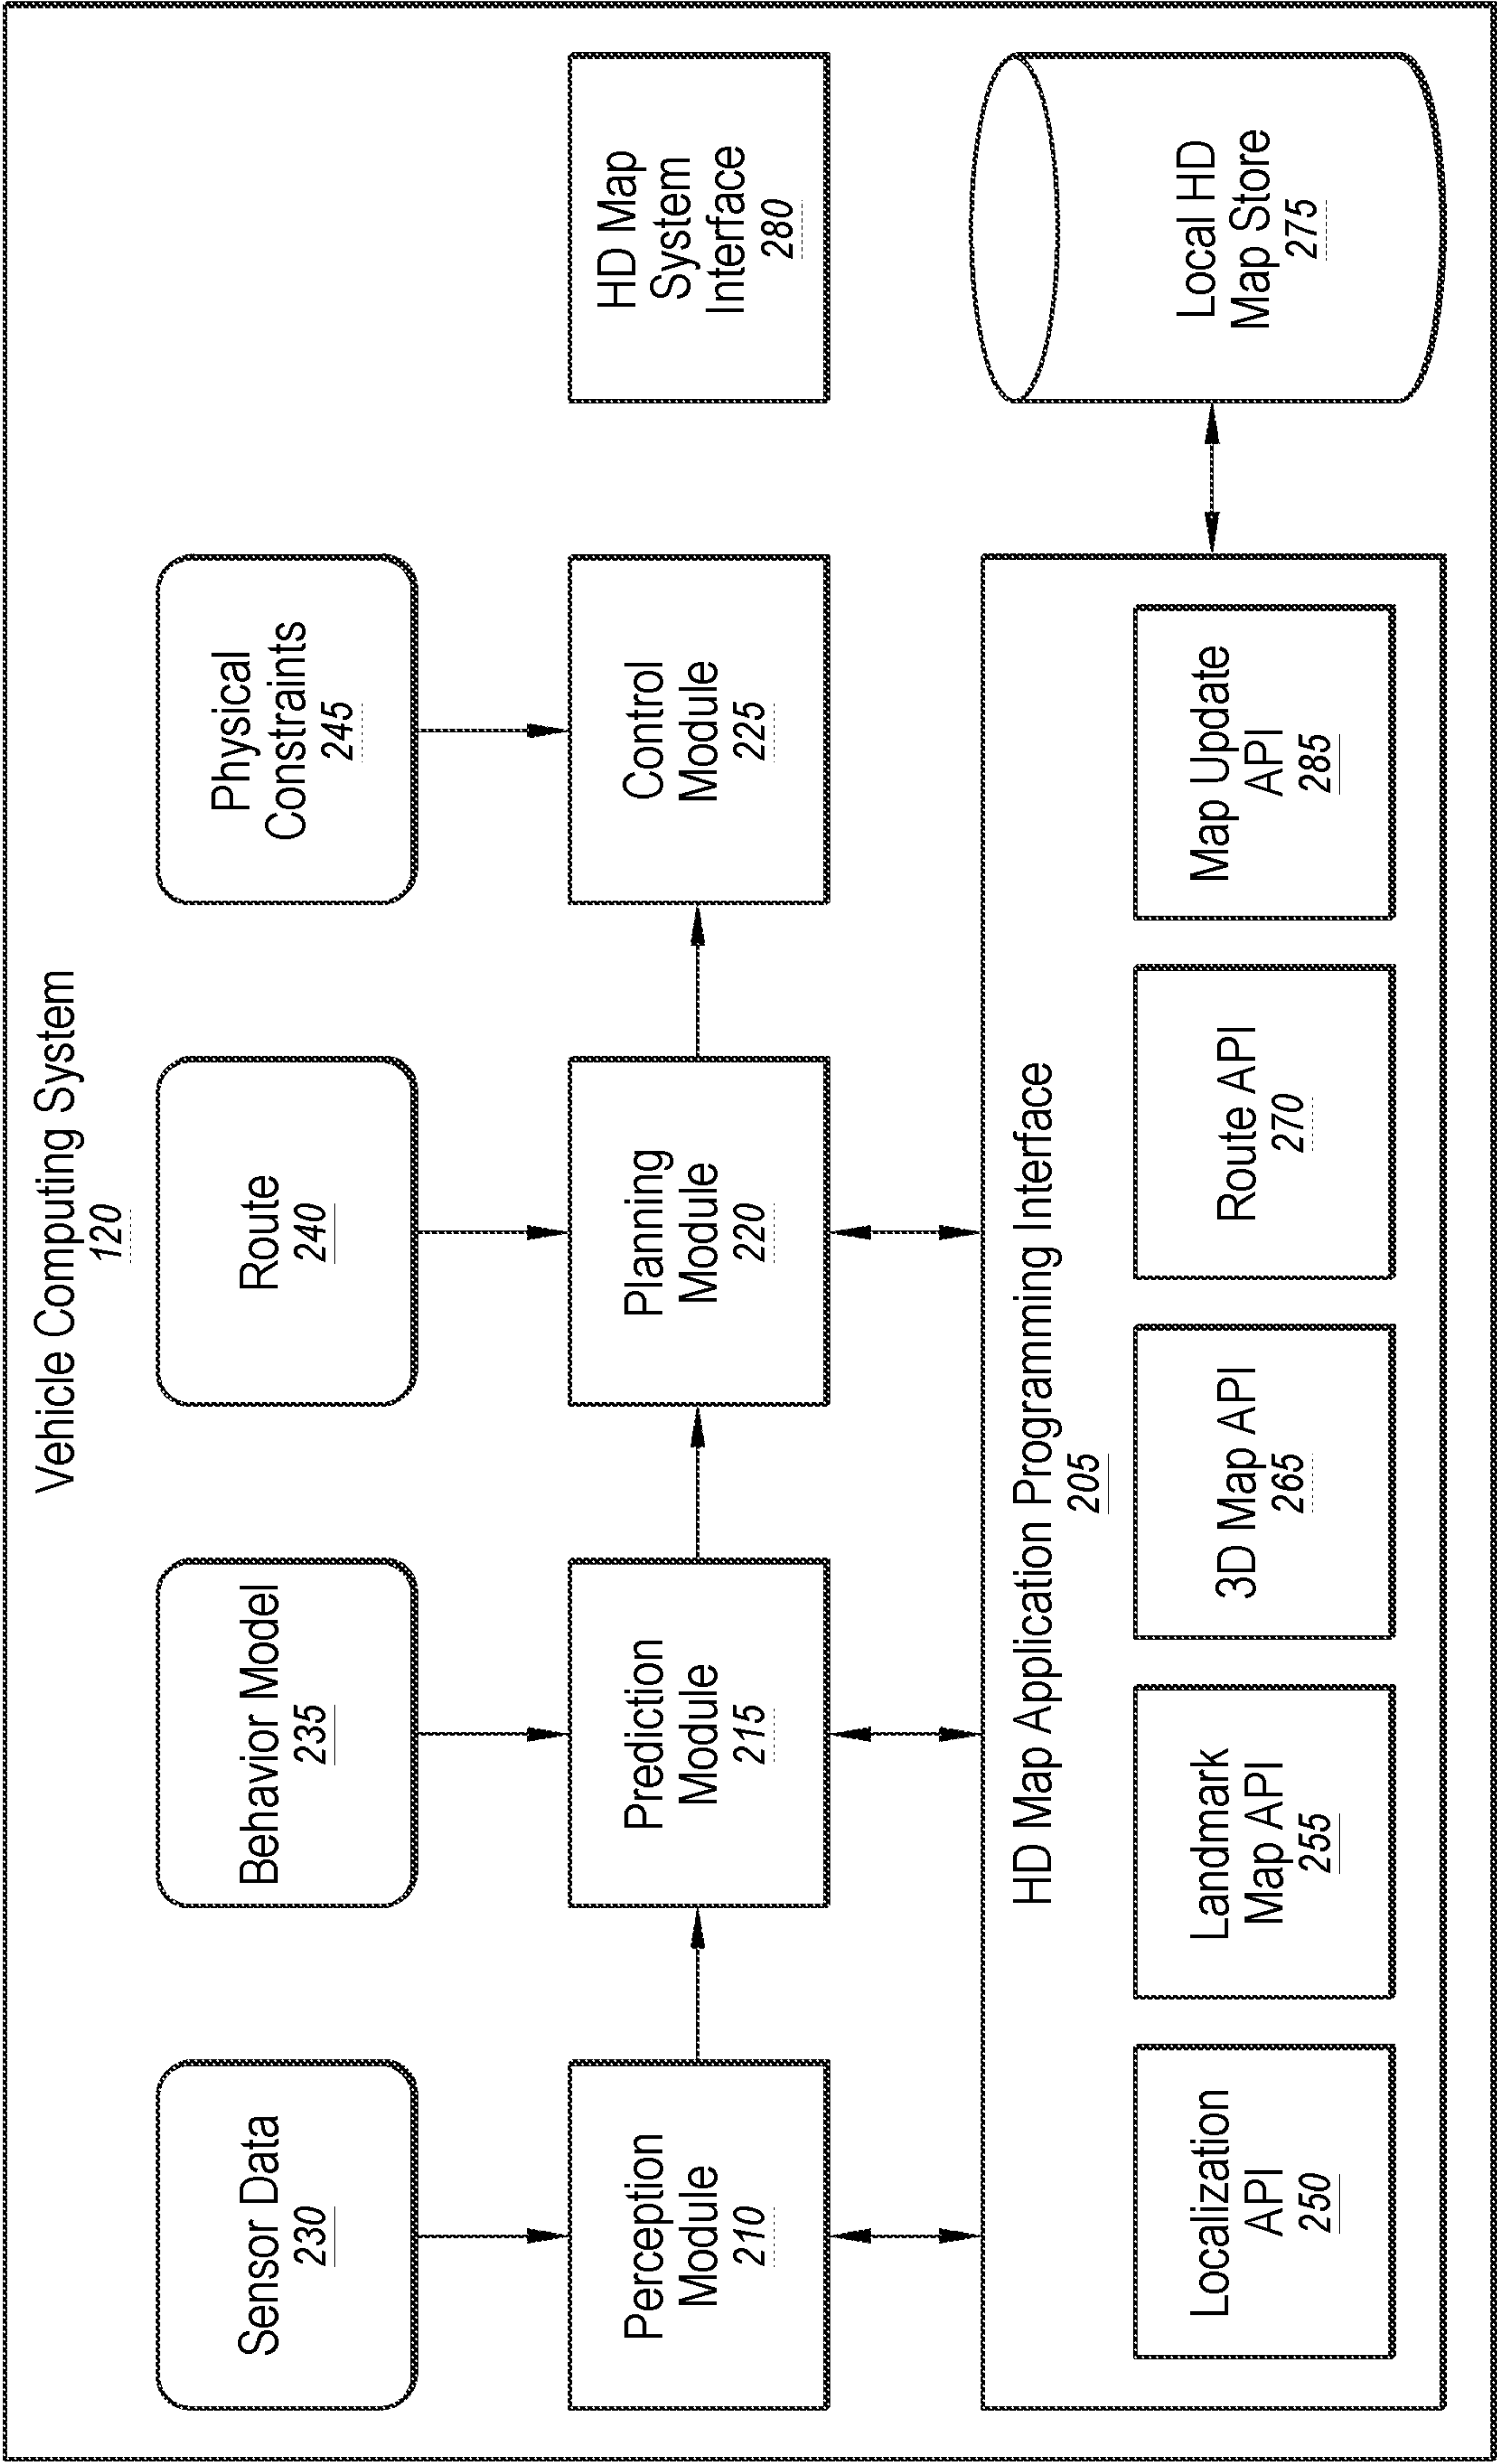 Vehicle Computing System
120
Sensor Data
230
Behavior Model
235
Route
240
Physical
Constraints
245
Perception
Module
210
Prediction
Module
215
Planning
Module
220
Control
Module
225
HD Map
System
Interface
280
HD Map Application Programming Interface
205
Localization
API
250
Landmark
Map API
255
3D Map API
265
Route API
270
Map Update
API
285
Local HD
Map Store
275